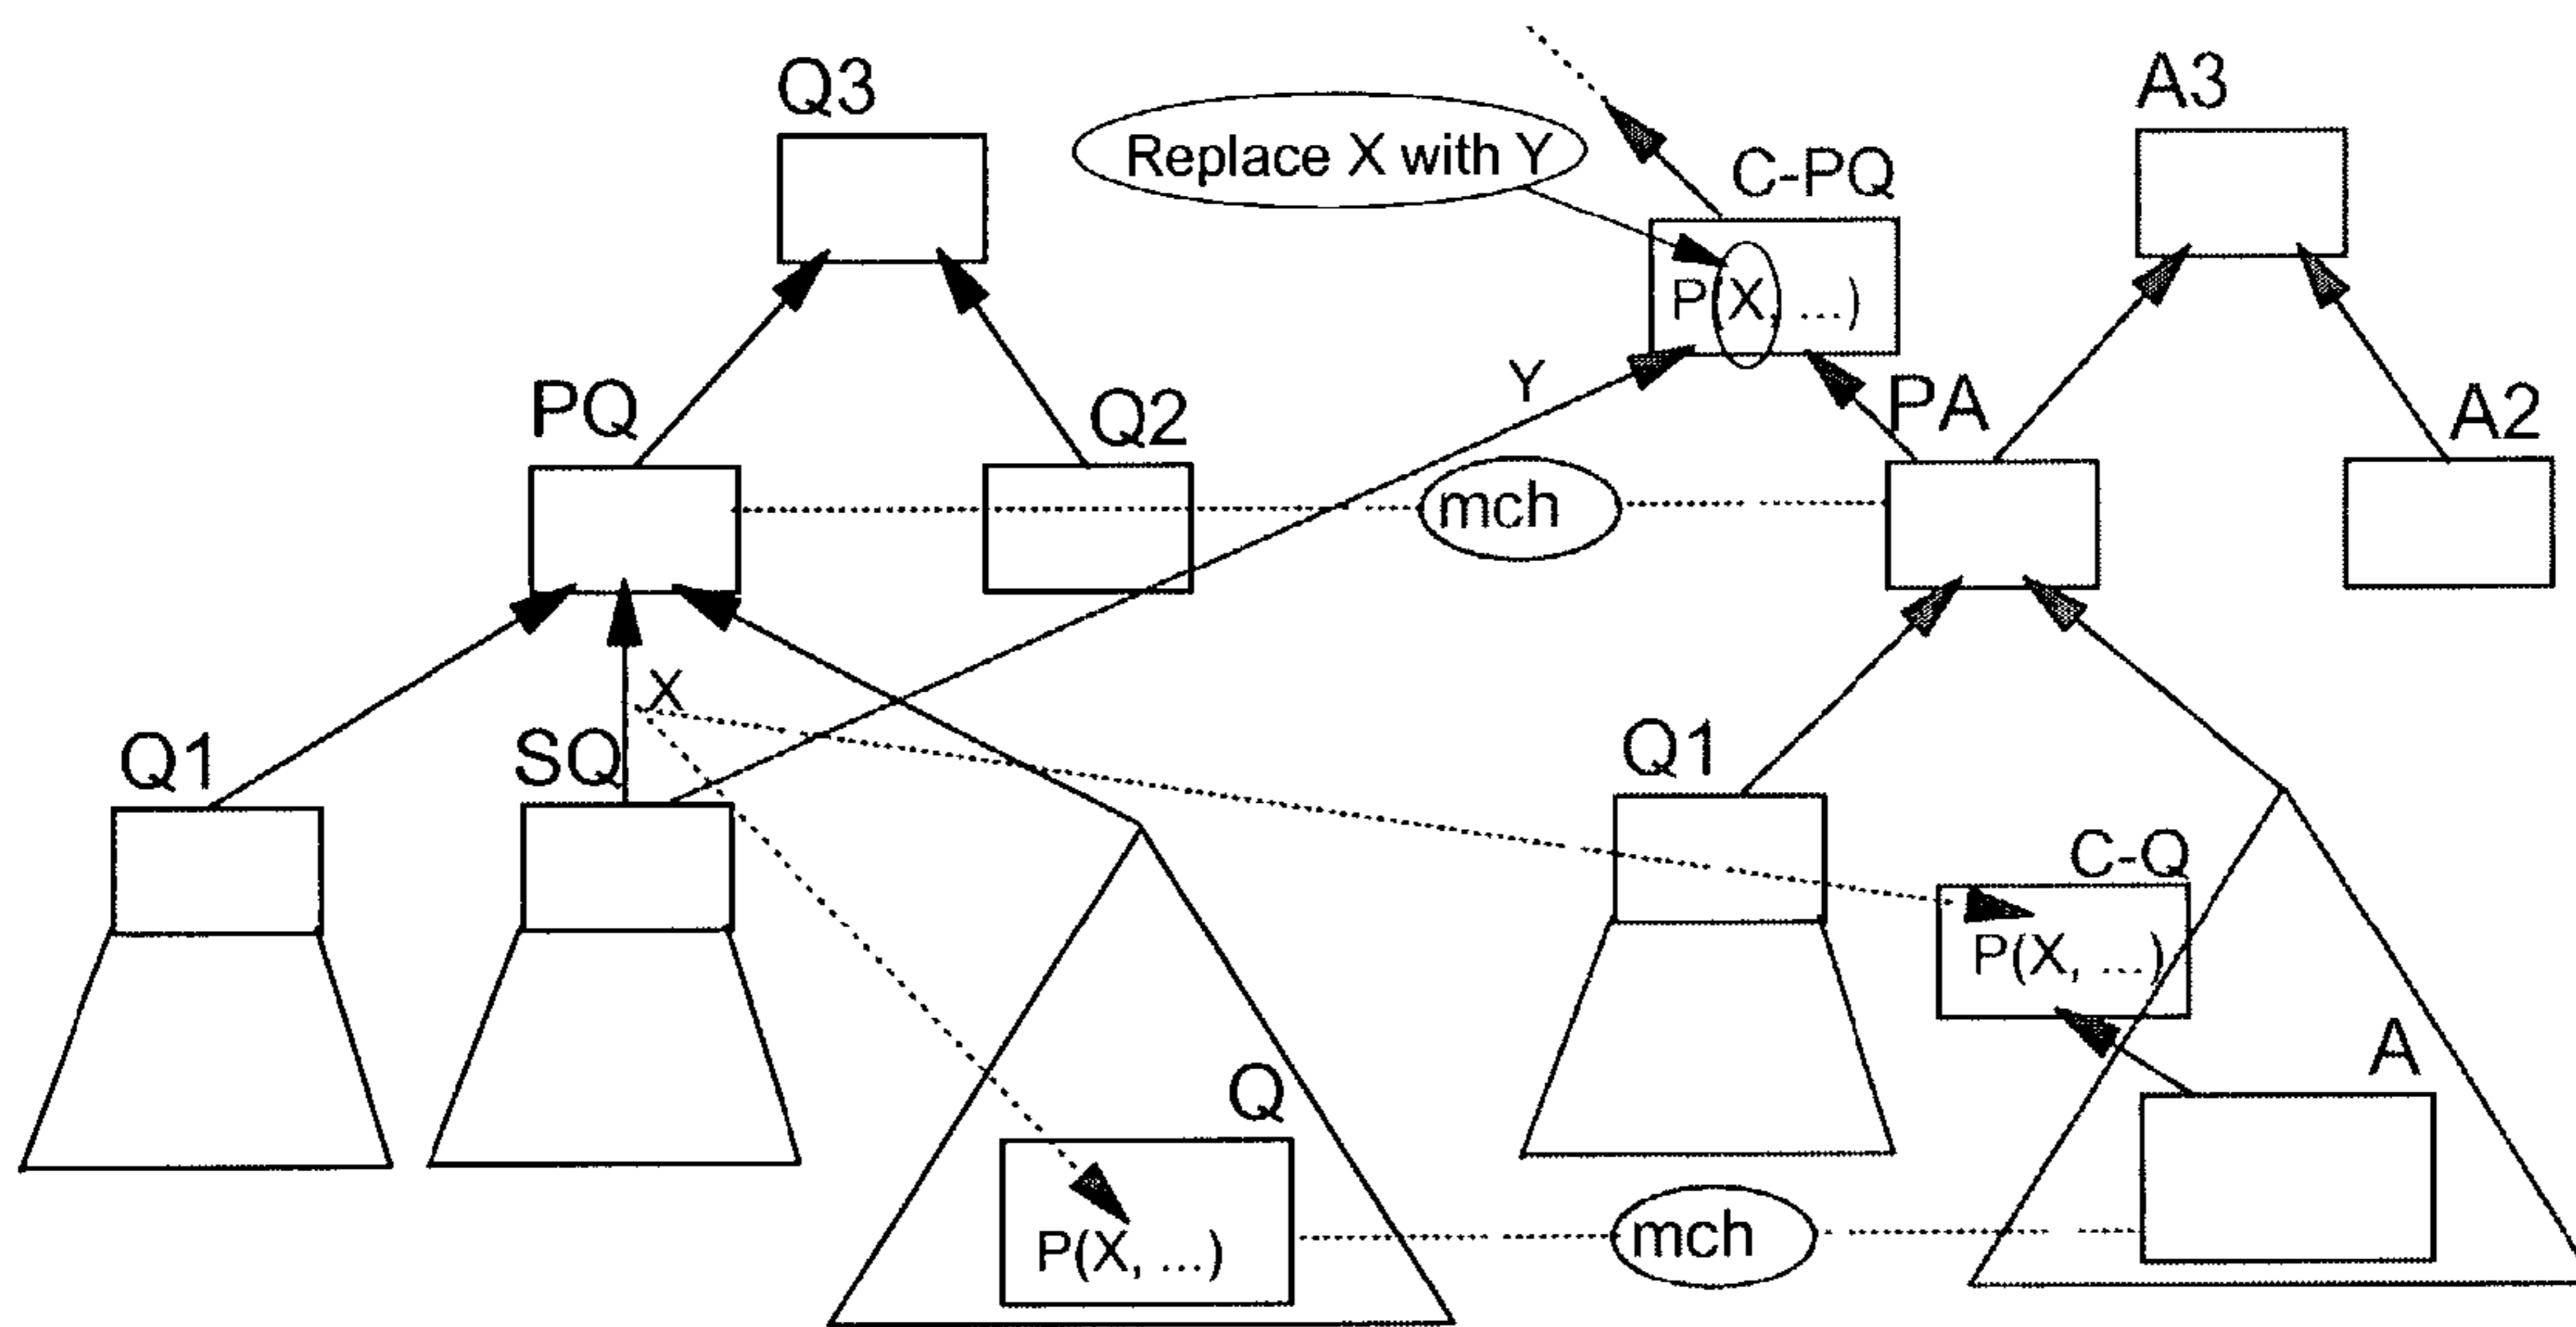 Q3
A3
Replace X with Y
C-PQ
P(X, ...)
Y
PQ
Q2
PA
A2
mch
X
Q1
SQ
Q1
C-Q
P(X, ...)
A
Q
P(X, ...)
mch